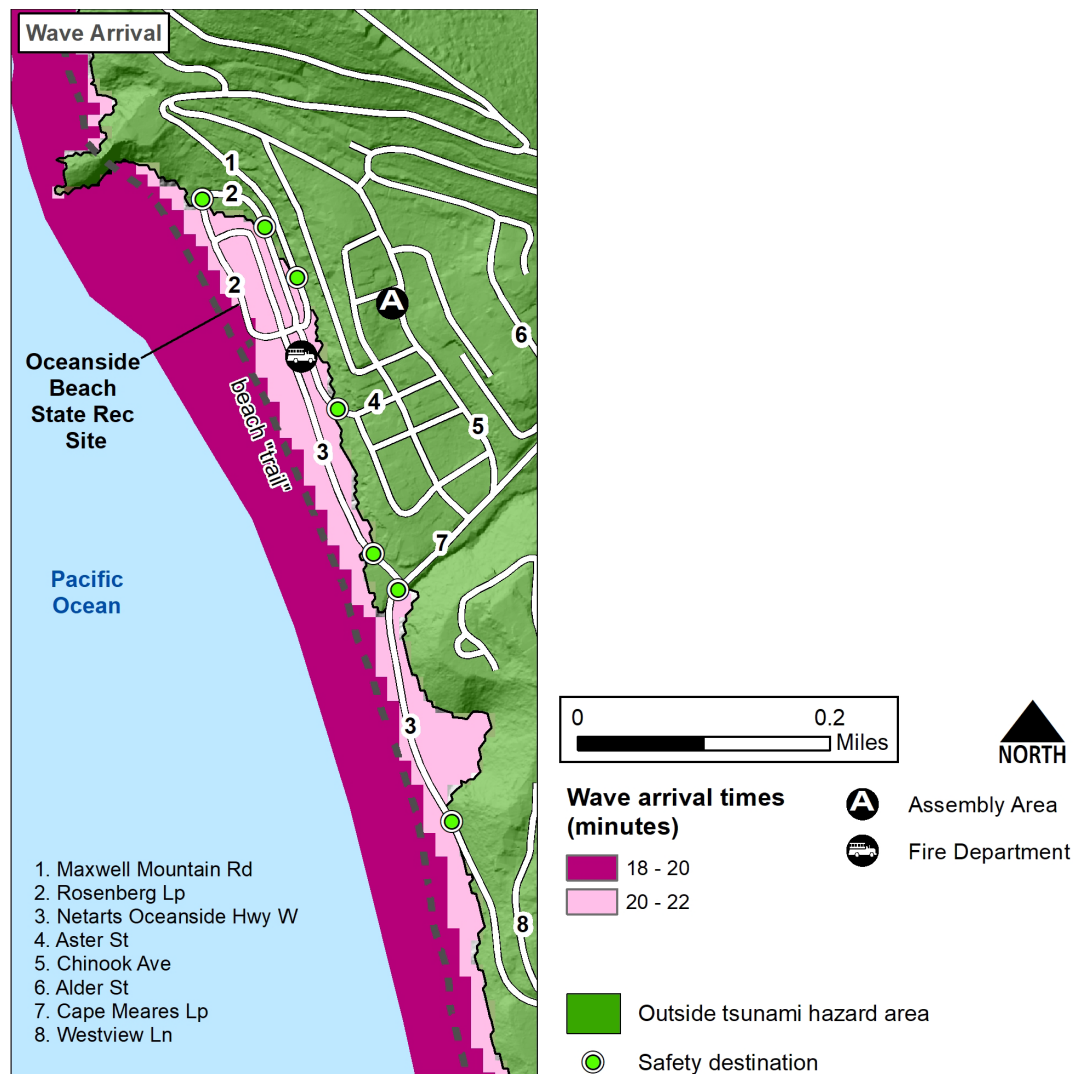 Wave Arrival
1
2
2
A
6
Oceanside
Beach
State Rec
Site
beach "trail"
4
5
3
7
Pacific
Ocean
3
8
1. Maxwell Mountain Rd
2. Rosenberg Lp
3. Netarts Oceanside Hwy W
4. Aster St
5. Chinook Ave
6. Alder St
7. Cape Meares Lp
8. Westview Ln
0 0.2
Miles
NORTH
Wave arrival times
(minutes)
18 - 20
20 - 22
A Assembly Area
Fire Department
Outside tsunami hazard area
Safety destination